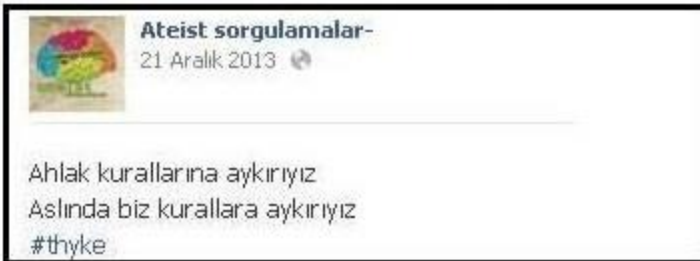 Ateist sorgulamalar-
21 Aralık 2013
Ahlak kurallarına aykırıyız
Aslında biz kurallara aykırıyız
#thyke